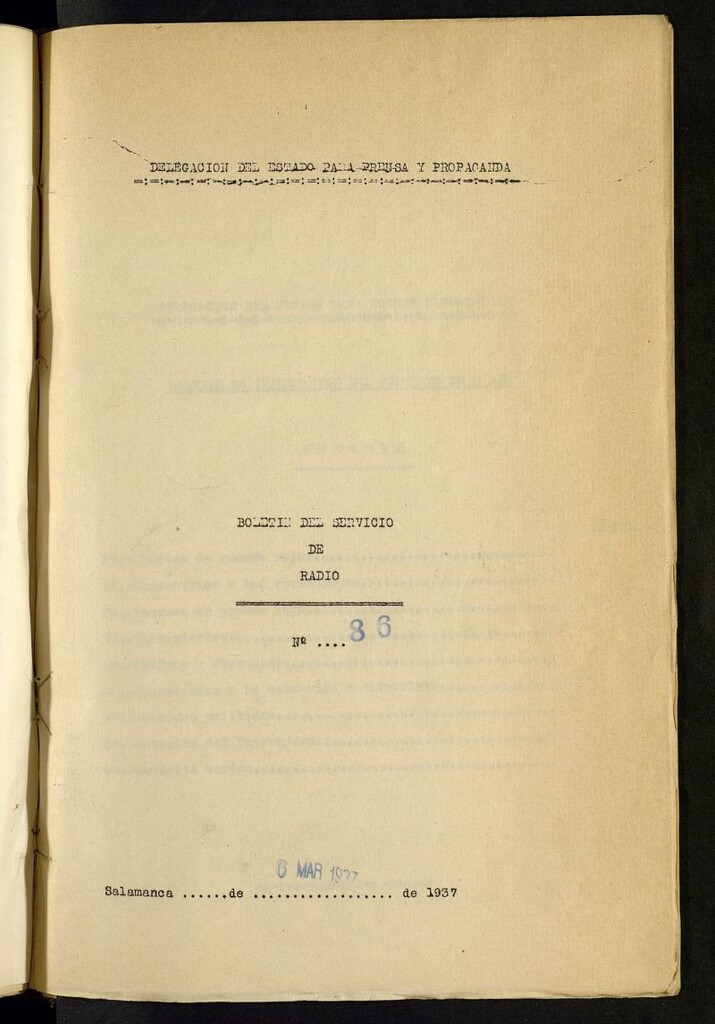 DELEGACION DEL ESTADO PARA PRENSA Y PROPAGANDA
BOLETIN DEL SERVICIO
DE
RADIO
Nº .... 36
6 MAR 1937
Salamanca ......de .................. de 1937